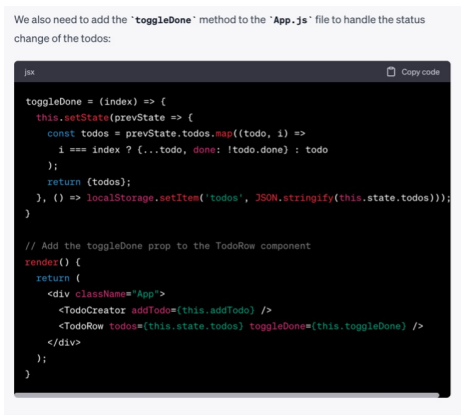 We also need to add the `toggleDone` method to the `App.js` file to handle the status
change of the todos:
jsx
Copy code
toggleDone = (index) => {
  this.setState(prevState => {
    const todos = prevState.todos.map((todo, i) =>
      i === index ? {...todo, done: !todo.done} : todo
    );
    return {todos};
  }, () => localStorage.setItem('todos', JSON.stringify(this.state.todos)));
}
// Add the toggleDone prop to the TodoRow component
render() {
  return (
    <div className="App">
      <TodoCreator addTodo={this.addTodo} />
      <TodoRow todos={this.state.todos} toggleDone={this.toggleDone} />
    </div>
  );
}